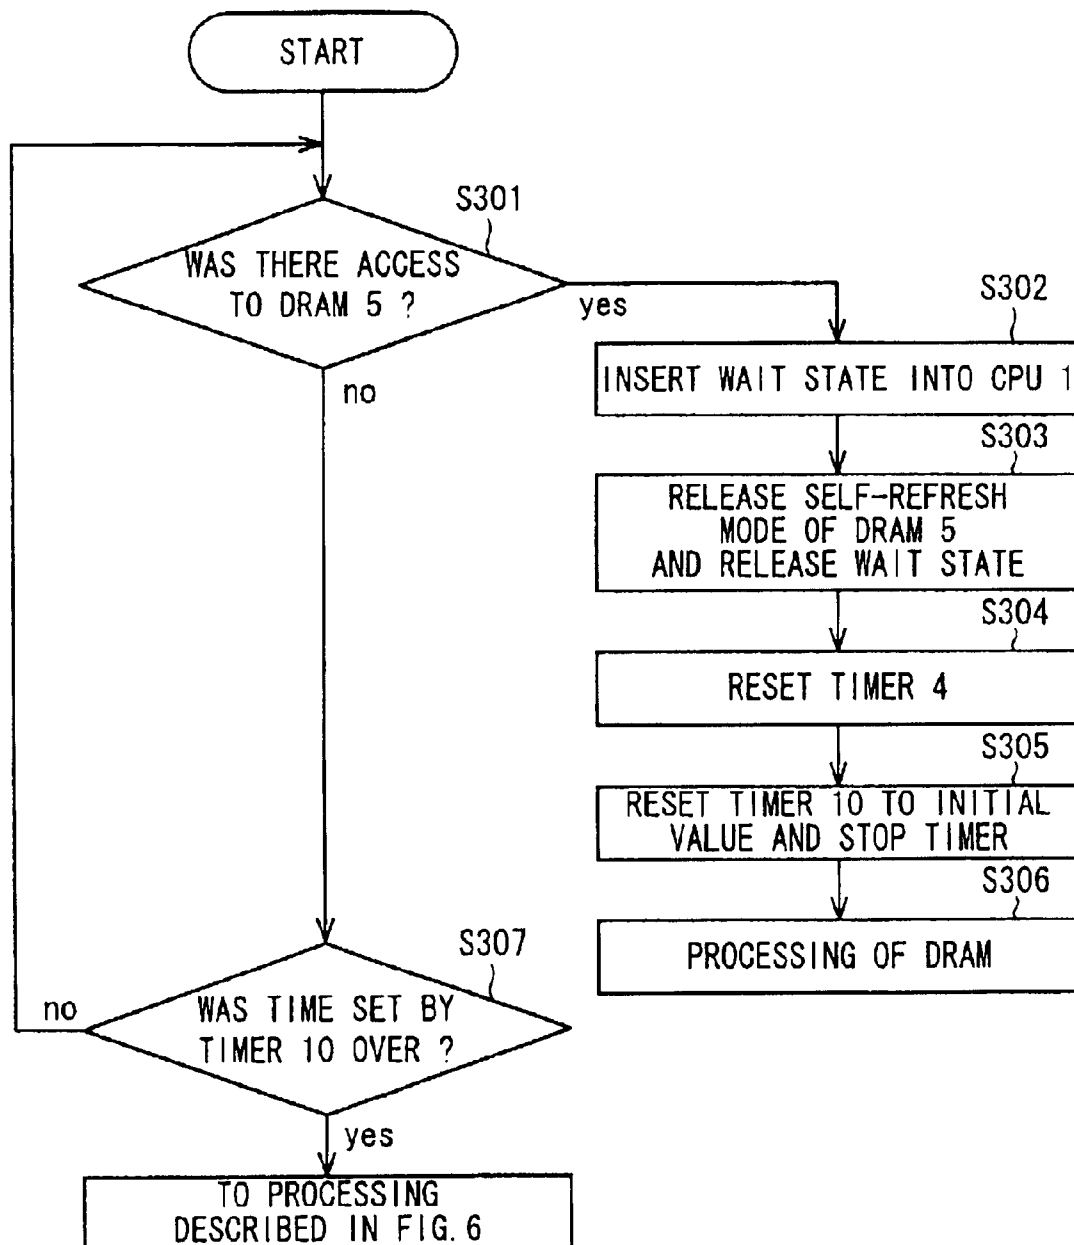 START
S301
WAS THERE ACCESS
TO DRAM 5 ?
yes
no
S302
INSERT WAIT STATE INTO CPU 1
S303
RELEASE SELF-REFRESH
MODE OF DRAM 5
AND RELEASE WAIT STATE
S304
RESET TIMER 4
S305
RESET TIMER 10 TO INITIAL
VALUE AND STOP TIMER
S306
PROCESSING OF DRAM
S307
WAS TIME SET BY
TIMER 10 OVER ?
no
yes
TO PROCESSING
DESCRIBED IN FIG. 6